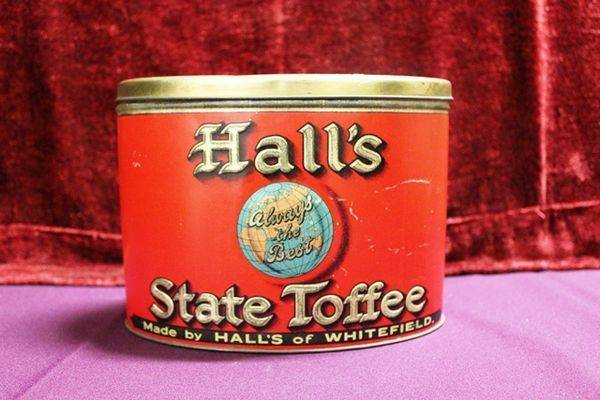 Hall's
Always
the
Best
State Toffee
Made by HALL'S OF WHITEFIELD.